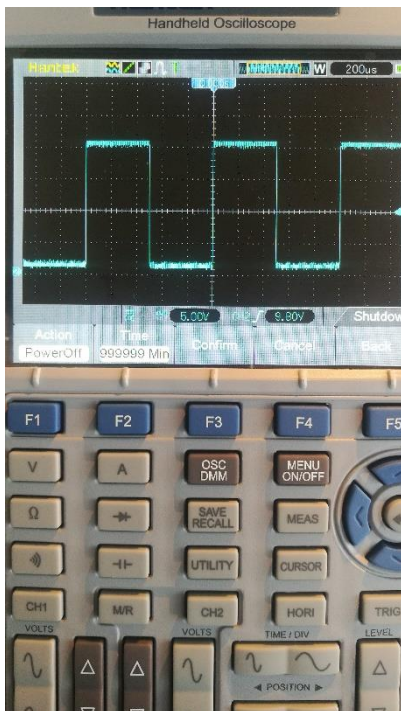 Handheld Oscilloscope
Hantek W 200us
5.00V CH2 9.80V Shutdow
Action Time Confirm Cancel Back
PowerOff 999999 Min
F1 F2 F3 F4 F5
V A OSC DMM MENU ON/OFF
Ω SAVE RECALL MEAS
UTILITY CURSOR
CH1 M/R CH2 HORI TRIG
VOLTS VOLTS TIME / DIV LEVEL
POSITION